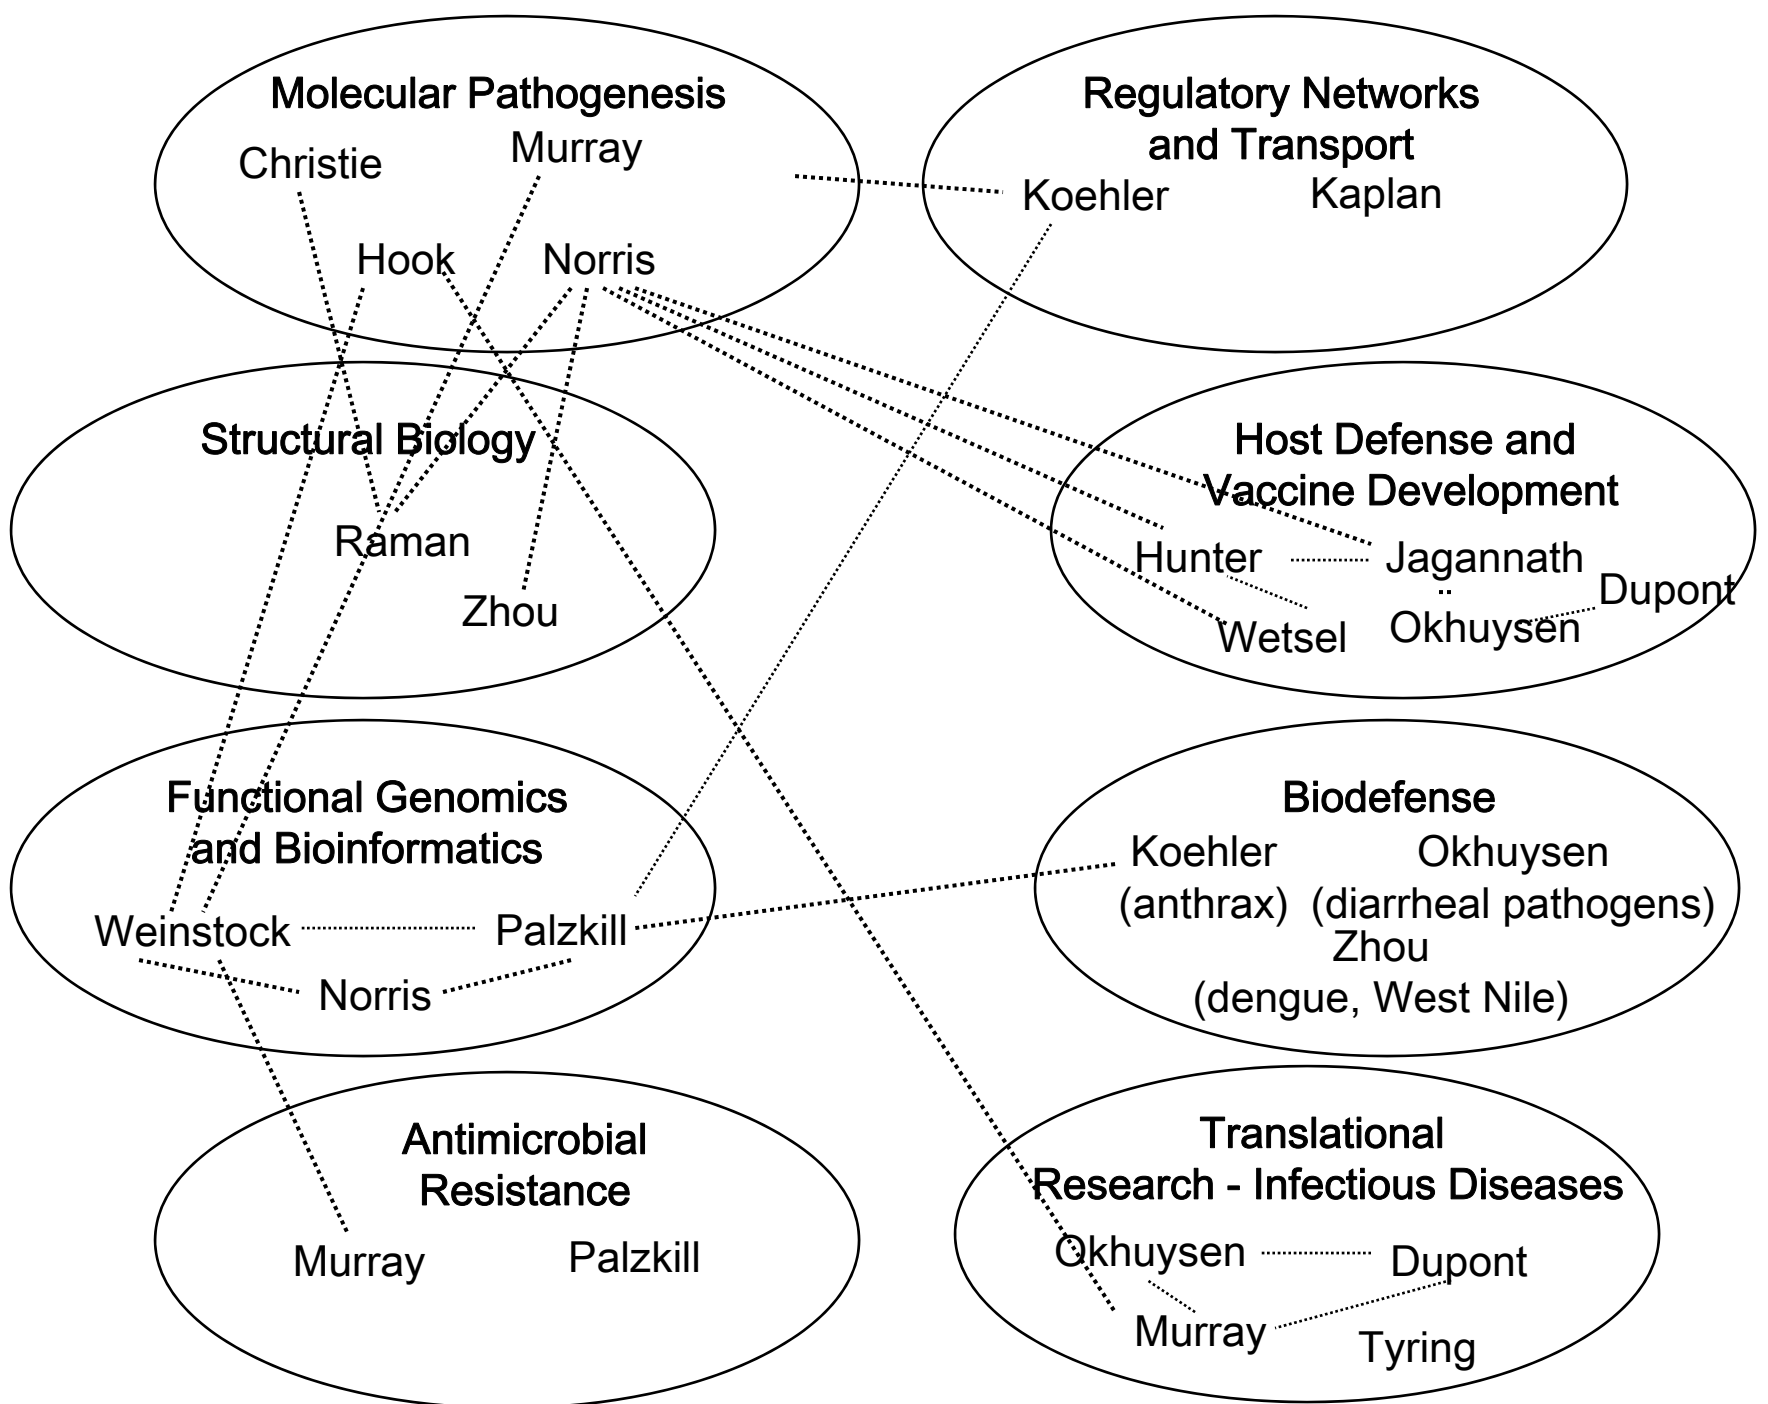 Molecular Pathogenesis
Christie
Murray
Hook
Norris
Regulatory Networks
and Transport
Koehler
Kaplan
Structural Biology
Raman
Zhou
Host Defense and
Vaccine Development
Hunter
Jagannath
Dupont
Wetsel
Okhuysen
Functional Genomics
and Bioinformatics
Weinstock
Palzkill
Norris
Biodefense
Koehler
Okhuysen
(anthrax)
(diarrheal pathogens)
Zhou
(dengue, West Nile)
Antimicrobial
Resistance
Murray
Palzkill
Translational
Research - Infectious Diseases
Okhuysen
Dupont
Murray
Tyring